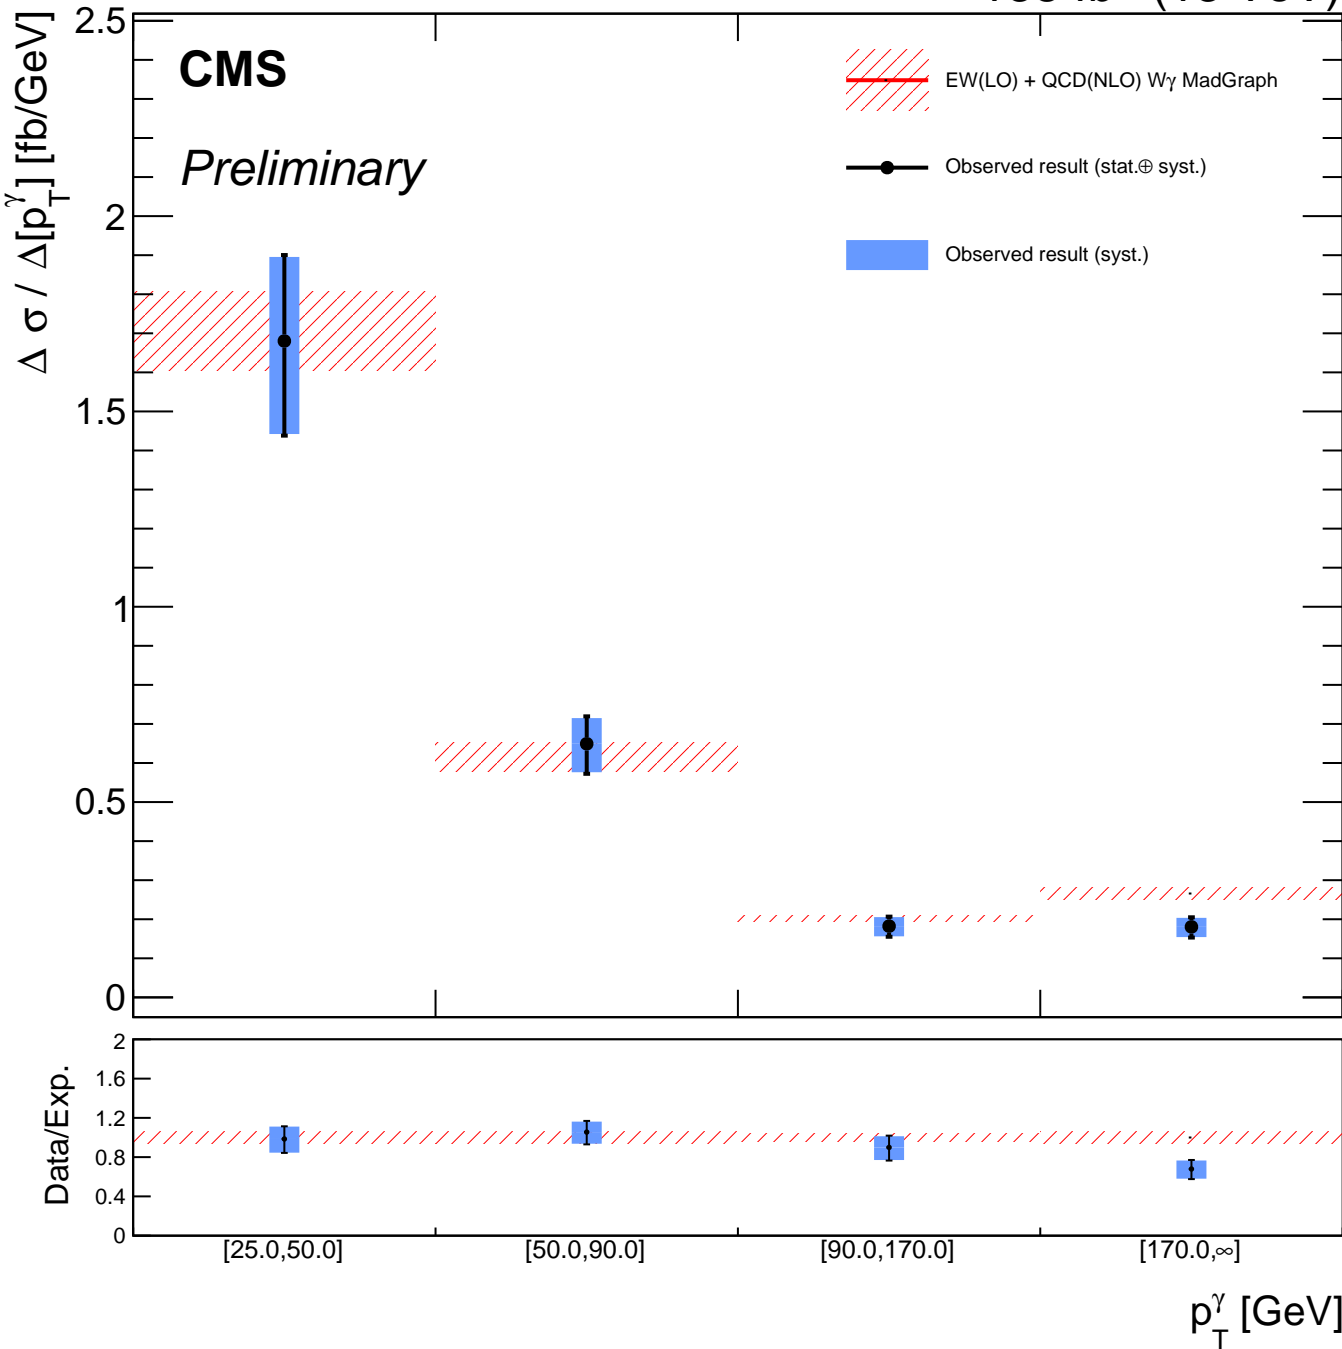 (13 TeV)
2.5
CMS
Preliminary
EW(LO) + QCD(NLO) Wγ MadGraph
Observed result (stat.⊕ syst.)
Observed result (syst.)
Δ σ / Δ[p_T^γ] [fb/GeV]
2
1.5
1
0.5
0
Data/Exp.
2
1.6
1.2
0.8
0.4
0
[25.0,50.0] [50.0,90.0] [90.0,170.0] [170.0,∞]
p_T^γ [GeV]